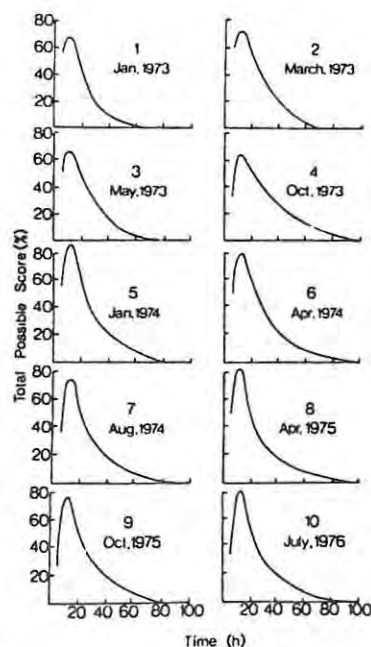 Total Possible Score (%)
80
60
40
20
1
Jan, 1973
2
March, 1973
80
60
40
20
3
May, 1973
4
Oct, 1973
80
60
40
20
5
Jan, 1974
6
Apr, 1974
80
60
40
20
7
Aug, 1974
8
Apr, 1975
80
60
40
20
9
Oct, 1975
10
July, 1976
20 40 60 80 100
20 40 60 80 100
Time (h)